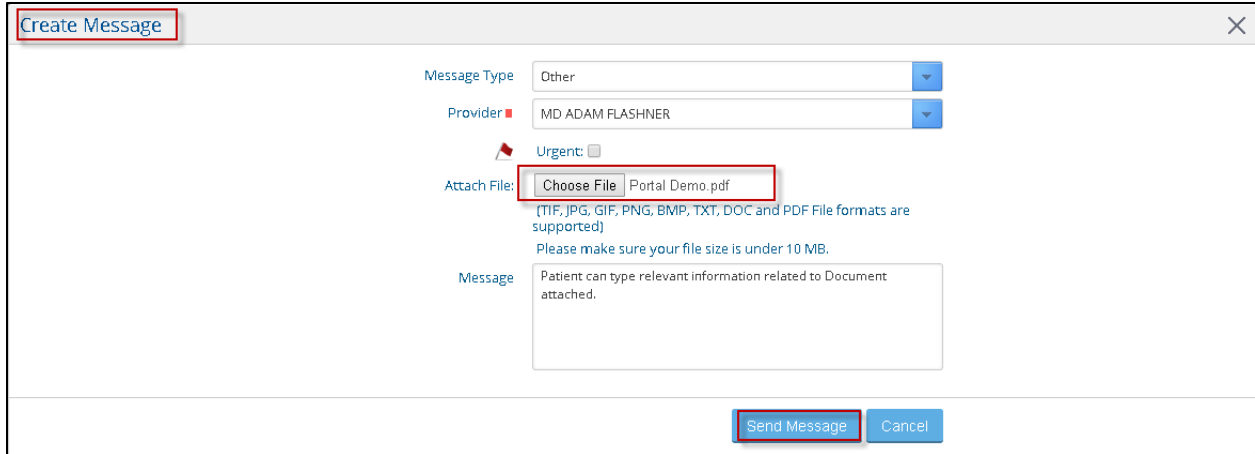 Create Message
Message Type Other
Provider MD ADAM FLASHNER
Urgent:
Attach File: Choose File Portal Demo.pdf
(TIF, JPG, GIF, PNG, BMP, TXT, DOC and PDF File formats are
supported)
Please make sure your file size is under 10 MB.
Message Patient can type relevant information related to Document
attached.
Send Message Cancel